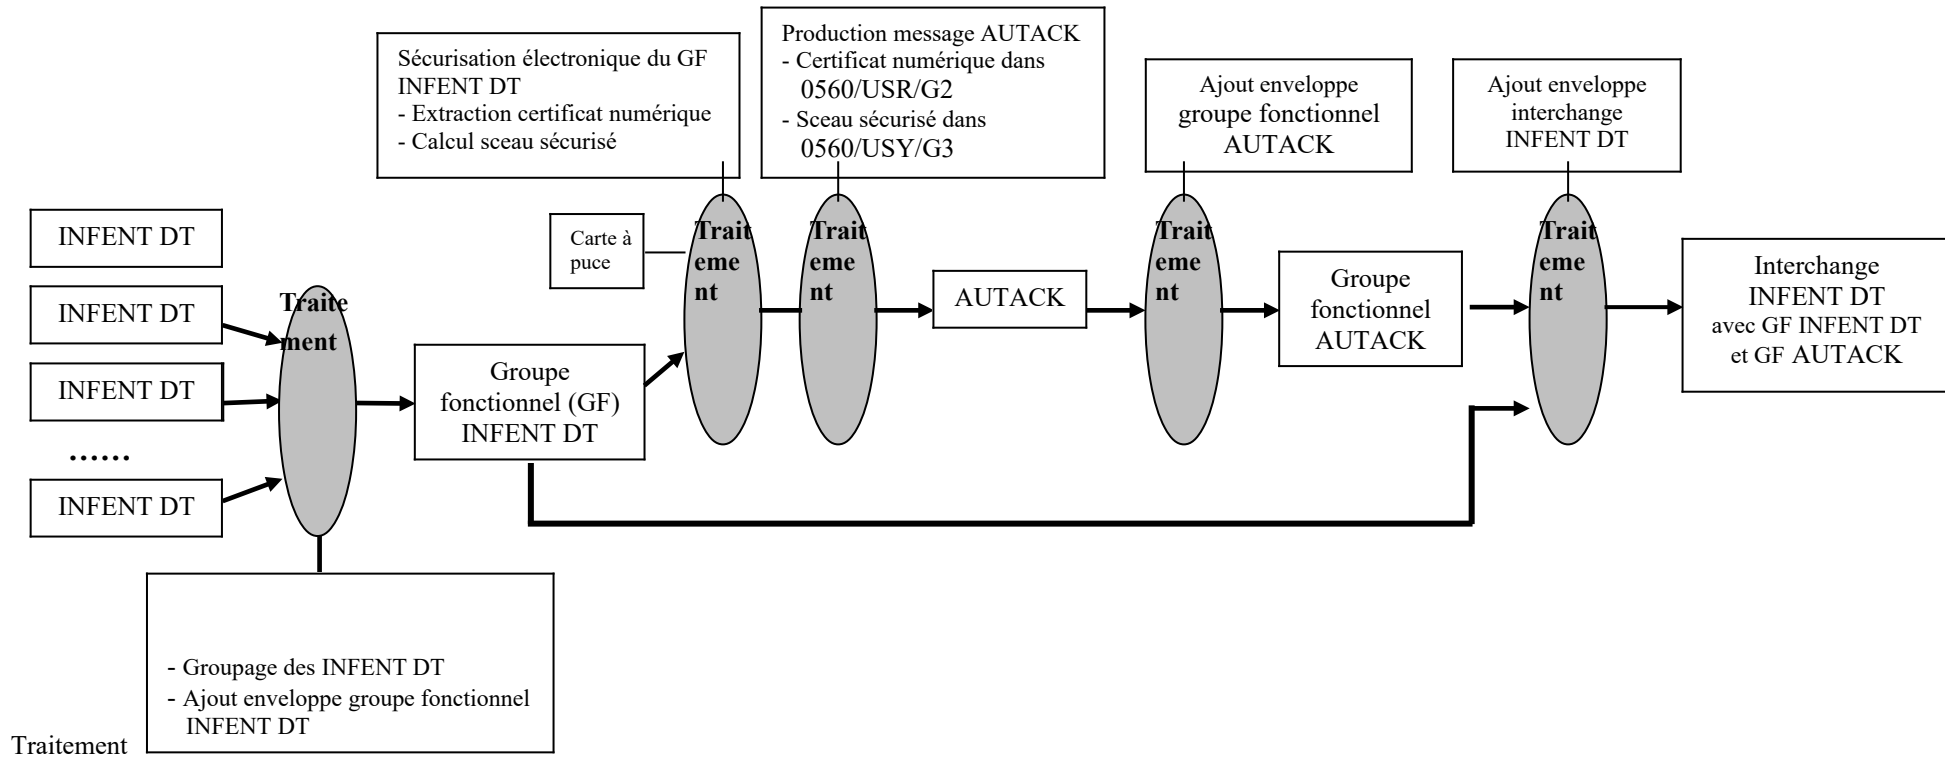 Sécurisation électronique du GF
INFENT DT
- Extraction certificat numérique
- Calcul sceau sécurisé
Production message AUTACK
- Certificat numérique dans
0560/USR/G2
- Sceau sécurisé dans
0560/USY/G3
Ajout enveloppe
groupe fonctionnel
AUTACK
Ajout enveloppe
interchange
INFENT DT
INFENT DT
INFENT DT
INFENT DT
......
INFENT DT
Traite
ment
Groupe
fonctionnel (GF)
INFENT DT
Carte à
puce
Trait
eme
nt
Trait
eme
nt
AUTACK
Trait
eme
nt
Groupe
fonctionnel
AUTACK
Trait
eme
nt
Interchange
INFENT DT
avec GF INFENT DT
et GF AUTACK
- Groupage des INFENT DT
- Ajout enveloppe groupe fonctionnel
INFENT DT
Traitement